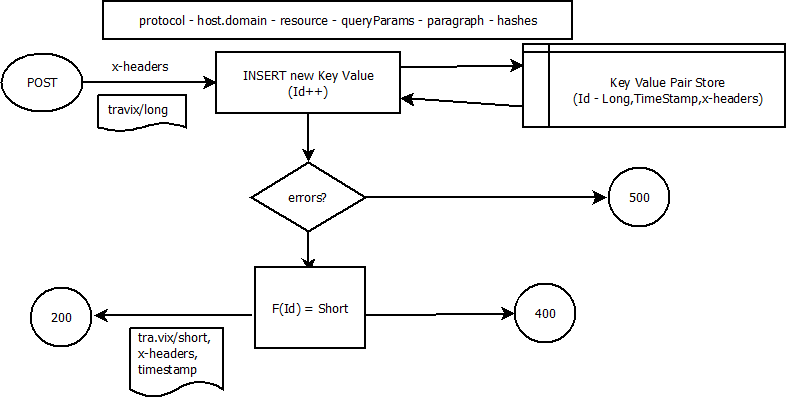 protocol - host.domain - resource - queryParams - paragraph - hashes
POST
x-headers
travix/long
INSERT new Key Value
(Id++)
Key Value Pair Store
(Id - Long,TimeStamp,x-headers)
errors?
500
F(Id) = Short
200
400
tra.vix/short,
x-headers,
timestamp